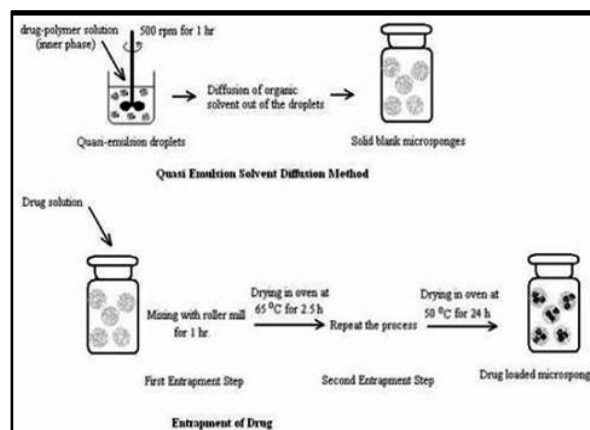 drug-polymer solution
(inner phase)
500 rpm for 1 hr
Diffusion of organic
solvent out of the droplets
Quasi-emulsion droplets
Solid blank microsponges
Quasi Emulsion Solvent Diffusion Method
Drug solution
Mixing with roller mill
for 1 hr.
Drying in oven at
65 ⁰C for 2.5 h
Repeat the process
Drying in oven at
50 ⁰C for 24 h
First Entrapment Step
Second Entrapment Step
Drug loaded microspong
Entrapment of Drug